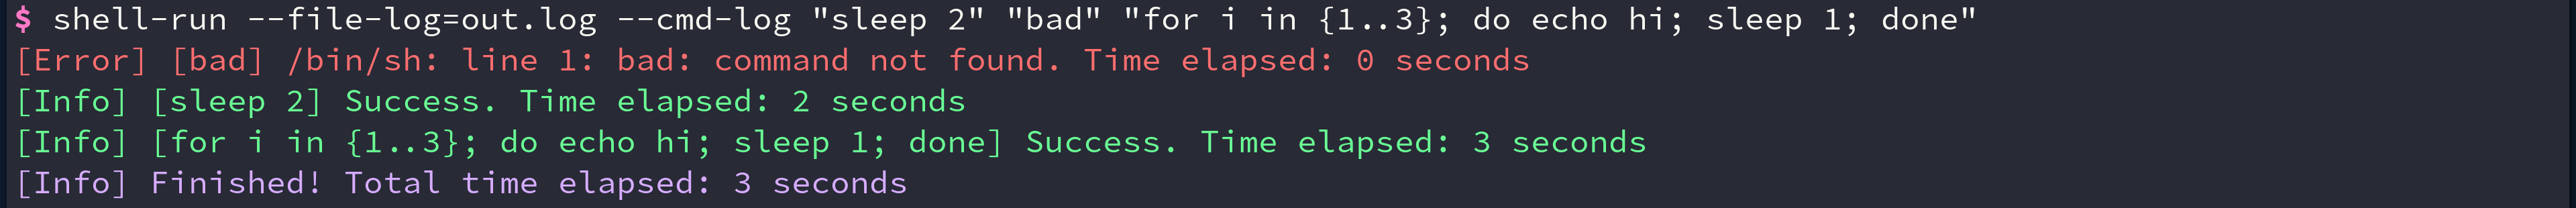 $ shell-run --file-log=out.log --cmd-log "sleep 2" "bad" "for i in {1..3}; do echo hi; sleep 1; done"
[Error] [bad] /bin/sh: line 1: bad: command not found. Time elapsed: 0 seconds
[Info] [sleep 2] Success. Time elapsed: 2 seconds
[Info] [for i in {1..3}; do echo hi; sleep 1; done] Success. Time elapsed: 3 seconds
[Info] Finished! Total time elapsed: 3 seconds